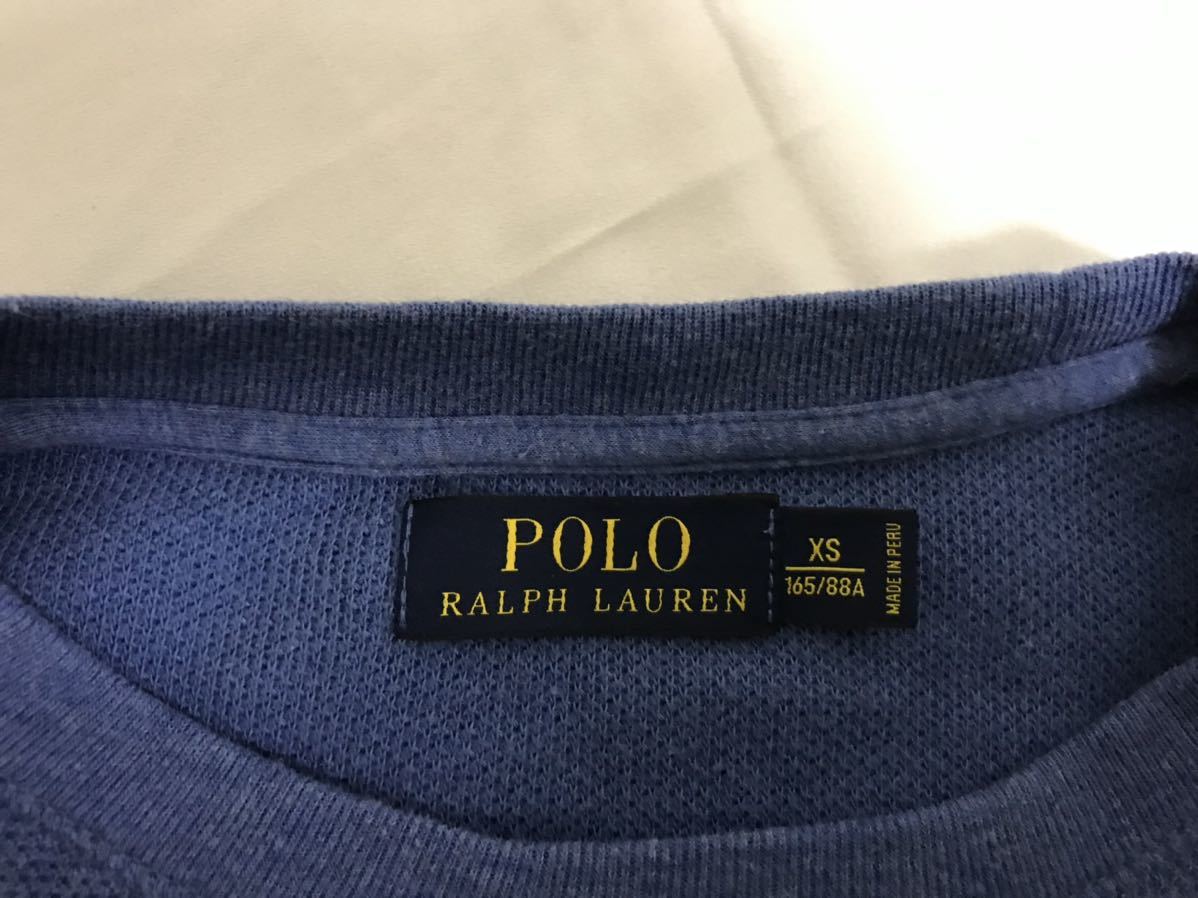 POLO
RALPH LAUREN
XS
165/88A
MADE IN PERU